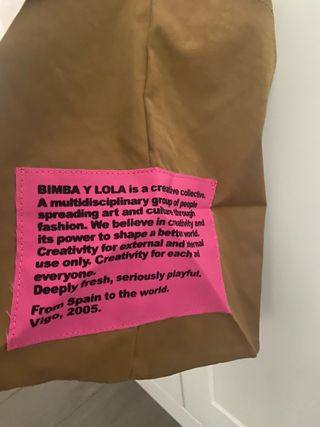 BIMBA Y LOLA is a creative collective.
A multidisciplinary group of people
spreading art and culture through
fashion. We believe in creativity and
its power to shape a better world.
Creativity for external and internal
use only. Creativity for each and
everyone.
Deeply fresh, seriously playful.
From Spain to the world.
Vigo, 2005.